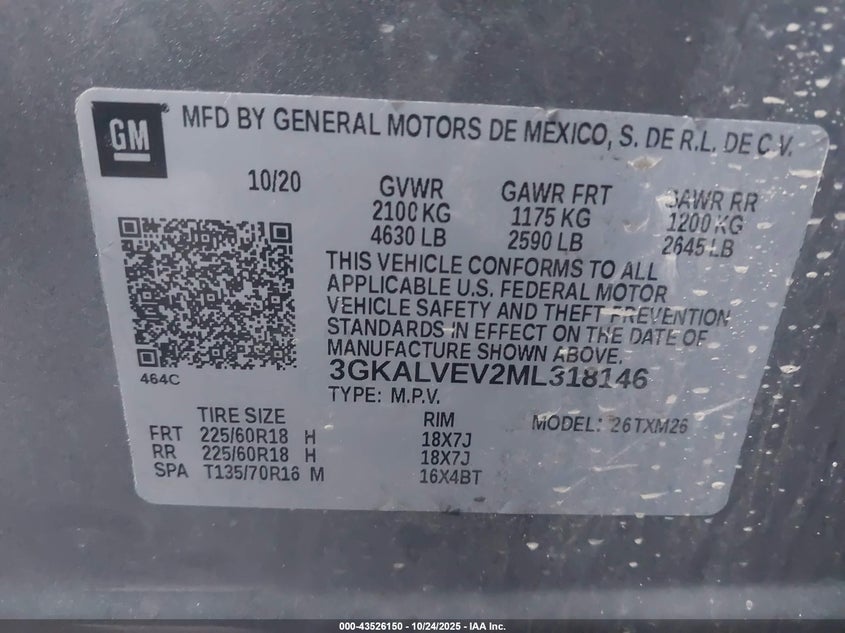 GM
MFD BY GENERAL MOTORS DE MEXICO, S. DE R.L. DE C.V.
10/20
GVWR
2100 KG
4630 LB
GAWR FRT
1175 KG
2590 LB
GAWR RR
1200 KG
2645 LB
THIS VEHICLE CONFORMS TO ALL
APPLICABLE U.S. FEDERAL MOTOR
VEHICLE SAFETY AND THEFT PREVENTION
STANDARDS IN EFFECT ON THE DATE OF
MANUFACTURE SHOWN ABOVE.
464C
3GKALVEV2ML318146
TYPE: M.P.V.
TIRE SIZE RIM MODEL: 26TXM26
FRT 225/60R18 H 18X7J
RR 225/60R18 H 18X7J
SPA T135/70R16 M 16X4BT
000-43526150 - 10/24/2025 - IAA Inc.